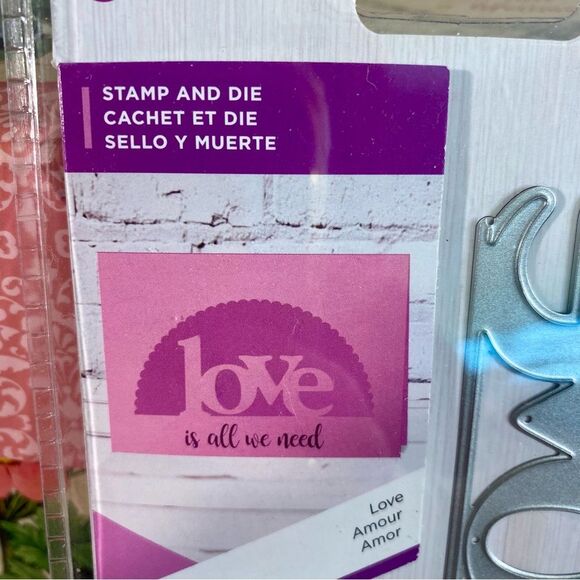 STAMP AND DIE
CACHET ET DIE
SELLO Y MUERTE
love
is all we need
Love
Amour
Amor